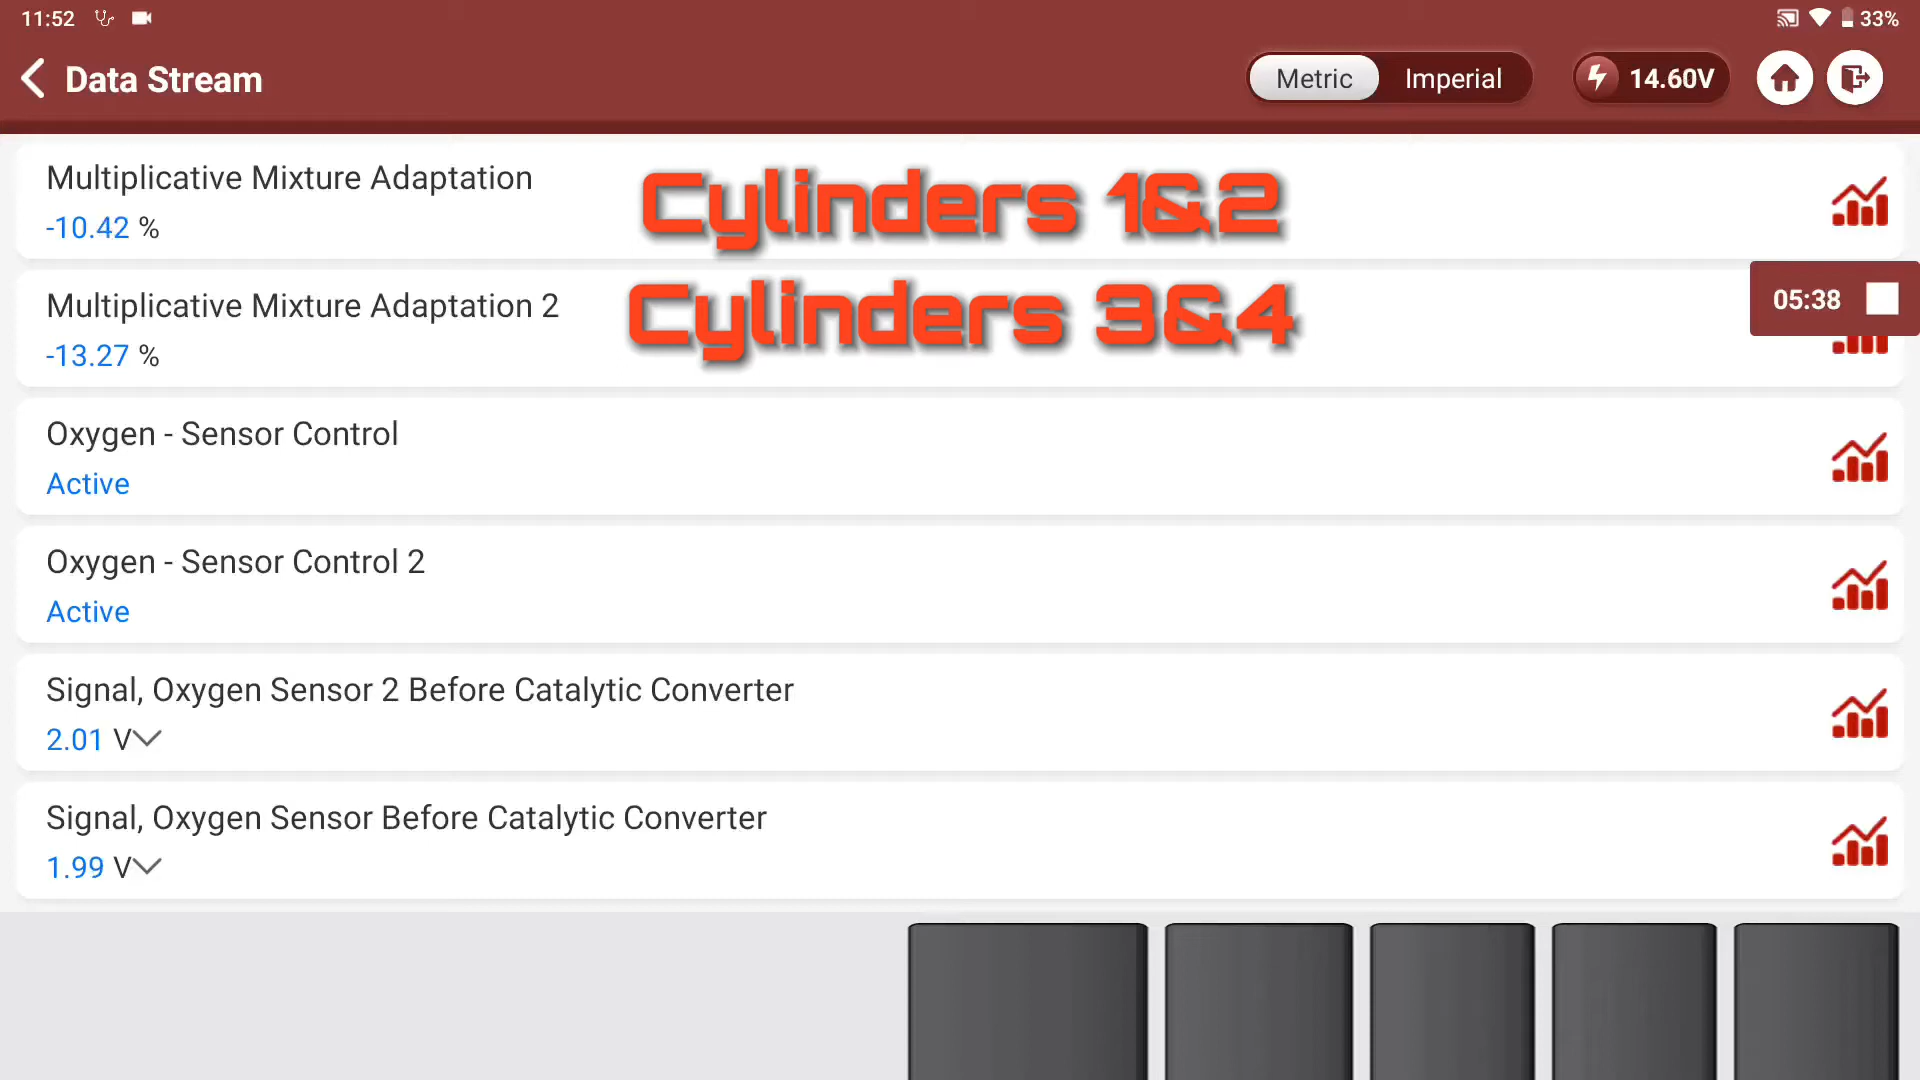 11:52
33%
Data Stream
Metric
Imperial
14.60V
Multiplicative Mixture Adaptation
-10.42 %
Cylinders 1&2
Multiplicative Mixture Adaptation 2
-13.27 %
Cylinders 3&4
05:38
Oxygen - Sensor Control
Active
Oxygen - Sensor Control 2
Active
Signal, Oxygen Sensor 2 Before Catalytic Converter
2.01 V
Signal, Oxygen Sensor Before Catalytic Converter
1.99 V